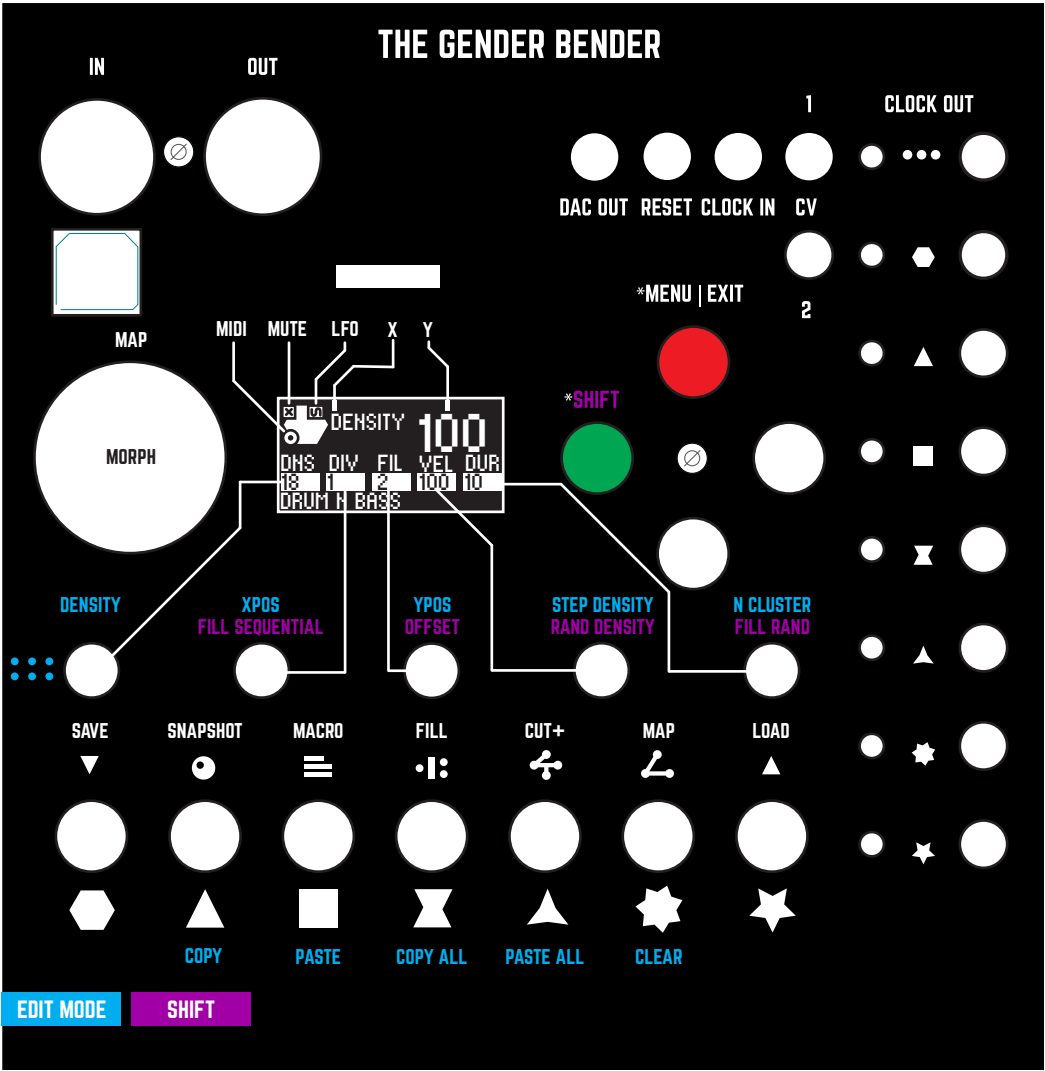 THE GENDER BENDER
IN
OUT
1
CLOCK OUT
DAC OUT RESET CLOCK IN CV
*MENU | EXIT
2
MIDI MUTE LFO X Y
MAP
*SHIFT
MORPH
DENSITY 100
DNS DIV FIL VEL DUR
18 1 2 100 10
DRUM N BASS
DENSITY
XPOS
FILL SEQUENTIAL
YPOS
OFFSET
STEP DENSITY
RAND DENSITY
N CLUSTER
FILL RAND
SAVE SNAPSHOT MACRO FILL CUT+ MAP LOAD
COPY PASTE COPY ALL PASTE ALL CLEAR
EDIT MODE SHIFT